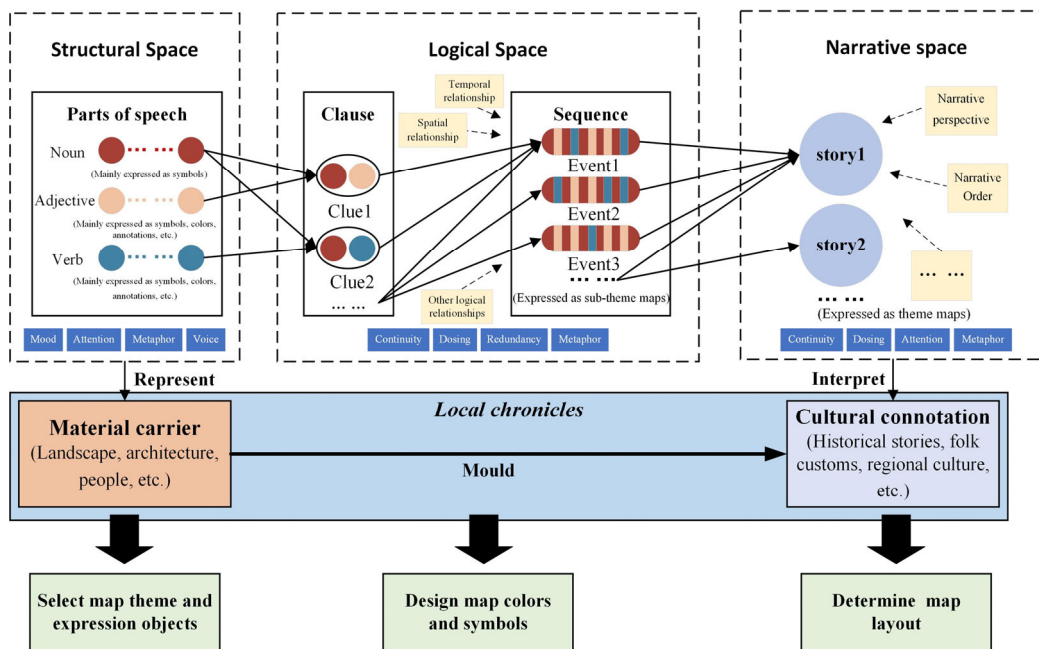 Structural Space
Parts of speech
Noun
(Mainly expressed as symbols)
Adjective
(Mainly expressed as symbols, colors,
annotations, etc.)
Verb
(Mainly expressed as symbols, colors,
annotations, etc.)
Mood
Attention
Metaphor
Voice
Logical Space
Clause
Clue1
Clue2
... ...
Temporal
relationship
Spatial
relationship
Other logical
relationships
Sequence
Event1
Event2
Event3
... ...
(Expressed as sub-theme maps)
Continuity
Dosing
Redundancy
Metaphor
Narrative space
story1
story2
... ...
(Expressed as theme maps)
Narrative
perspective
Narrative
Order
... ...
Continuity
Dosing
Attention
Metaphor
Represent
Interpret
Local chronicles
Material carrier
(Landscape, architecture,
people, etc.)
Mould
Cultural connotation
(Historical stories, folk
customs, regional culture,
etc.)
Select map theme and
expression objects
Design map colors
and symbols
Determine map
layout